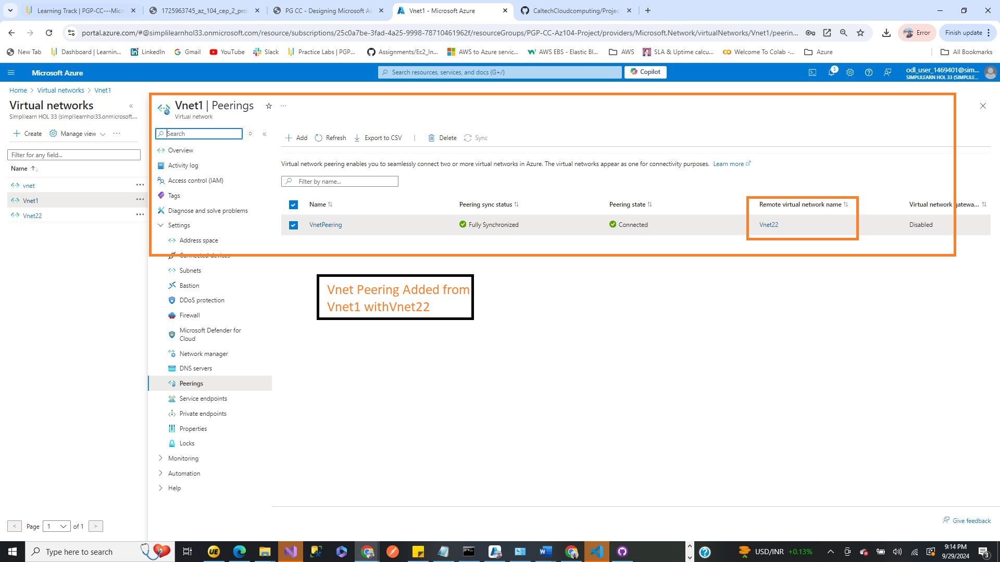 Learning Track | PGP-CC---Micr
1725963745_az_104_cep_2_pro
PG CC - Designing Microsoft Az
Vnet1 - Microsoft Azure
CaltechCloudcomputing/Projec
portal.azure.com/#@simplilearnhol33.onmicrosoft.com/resource/subscriptions/25c0a7be-3fad-4a25-9998-78710461962f/resourceGroups/PGP-CC-Az104-Project/providers/Microsoft.Network/virtualNetworks/Vnet1/peerin...
Error
Finish update
New Tab
Dashboard | Learnin...
LinkedIn
Gmail
YouTube
Slack
Practice Labs | PGP...
Assignments/Ec2_In...
AWS to Azure servic...
AWS EBS - Elastic Bl...
AWS
SLA & Uptime calcu...
Welcome To Colab -...
Azure
All Bookmarks
Microsoft Azure
Search resources, services, and docs (G+/)
Copilot
5
odl_user_1469401@sim...
SIMPLILEARN HOL 33 (SIMPLILE...
Home > Virtual networks > Vnet1
Virtual networks
Simplilearn HOL 33 (simplilearnhol33.onmicrosoft....
Create
Manage view
Filter for any field...
Name
vnet
Vnet1
Vnet22
Page 1 of 1
Vnet1 | Peerings
Virtual network
Search
Overview
Activity log
Access control (IAM)
Tags
Diagnose and solve problems
Settings
Address space
Connected devices
Subnets
Bastion
DDoS protection
Firewall
Microsoft Defender for
Cloud
Network manager
DNS servers
Peerings
Service endpoints
Private endpoints
Properties
Locks
Monitoring
Automation
Help
Add
Refresh
Export to CSV
Delete
Sync
Virtual network peering enables you to seamlessly connect two or more virtual networks in Azure. The virtual networks appear as one for connectivity purposes. Learn more
Filter by name...
Name
Peering sync status
Peering state
Remote virtual network name
Virtual network gatewa...
VnetPeering
Fully Synchronized
Connected
Vnet22
Disabled
Vnet Peering Added from
Vnet1 withVnet22
Give feedback
Type here to search
UE
USD/INR +0.13%
9:14 PM
9/29/2024
3